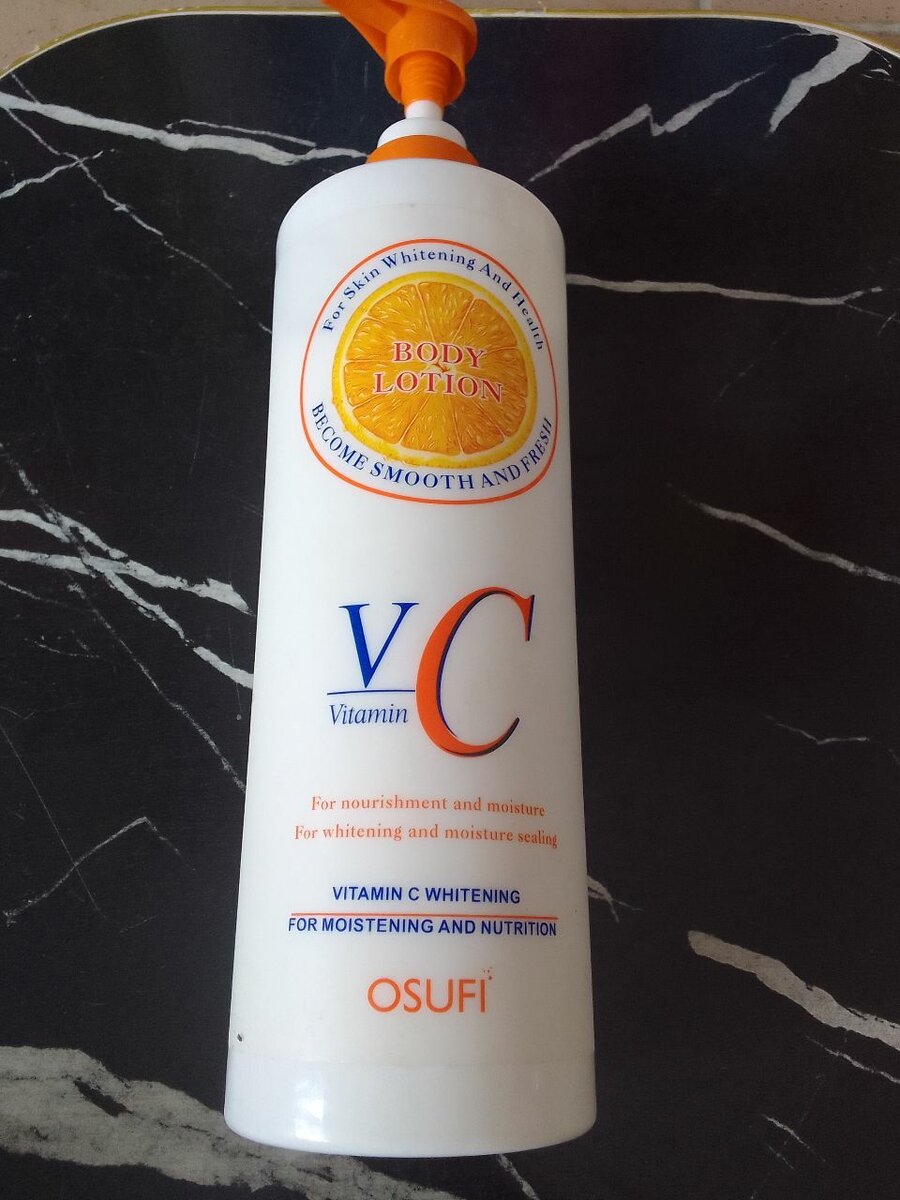 For Skin Whitening And Health
BODY
LOTION
BECOME SMOOTH AND FRESH
V C
Vitamin
For nourishment and moisture
For whitening and moisture sealing
VITAMIN C WHITENING
FOR MOISTENING AND NUTRITION
OSUFI